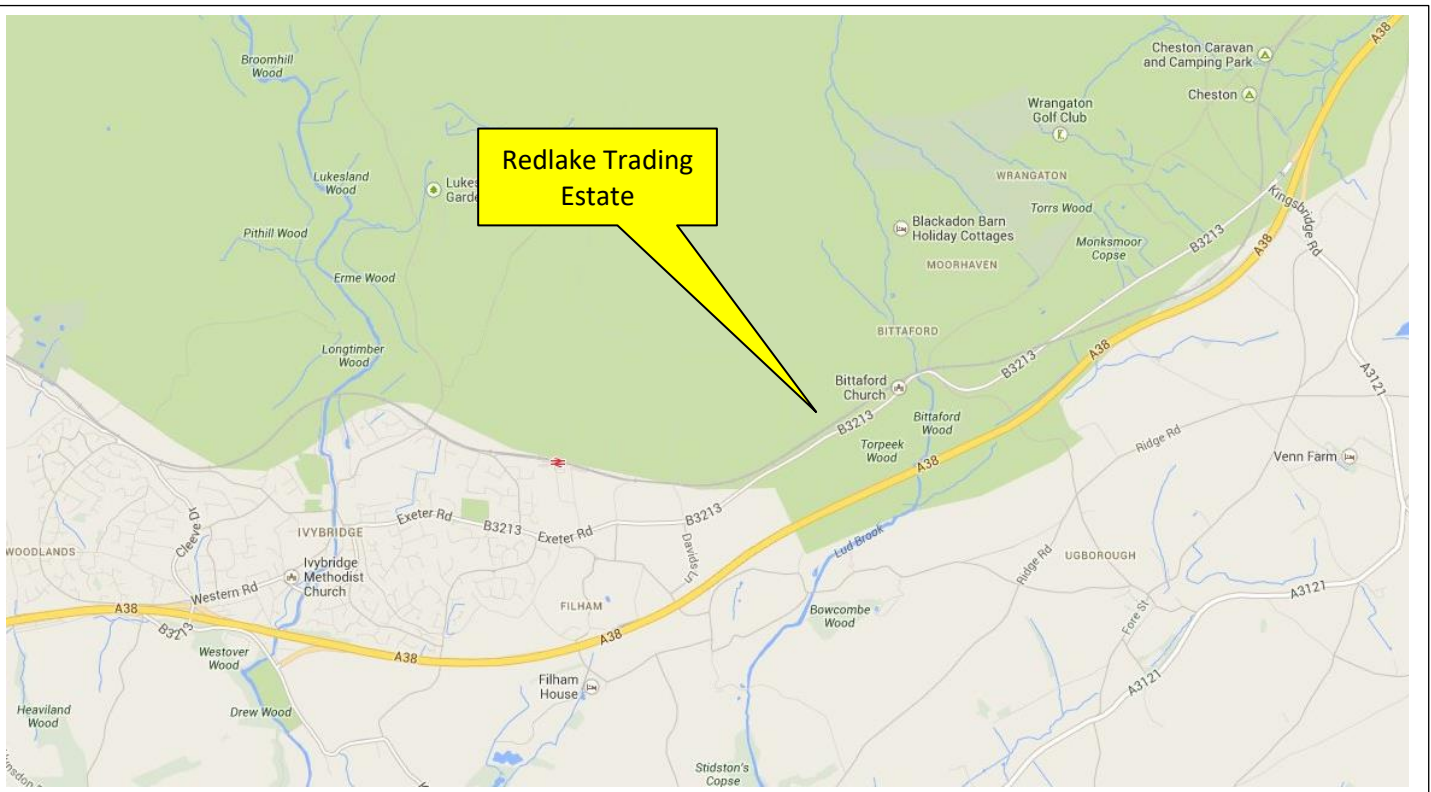 Broomhill
Wood
Cheston Caravan
and Camping Park
A38
Cheston
Wrangaton
Golf Club
Redlake Trading
Estate
Lukesland
Wood
Lukes
Garde
WRANGATON
Torrs Wood
Kingsbridge Rd
Blackadon Barn
Holiday Cottages
Pithill Wood
Monksmoor
Copse
B3213
A38
MOORHAVEN
Erme Wood
BITTAFORD
Longtimber
Wood
A38
B3213
Bittaford
Church
A3121
B3213
Bittaford
Wood
Torpeek
Wood
Ridge Rd
A38
Venn Farm
Exeter Rd
B3213
Exeter Rd
B3213
IVYBRIDGE
Cleeve Dr
WOODLANDS
Davids Ln
Lud Brook
Ridge Rd
UGBOROUGH
Ivybridge
Methodist
Church
Western Rd
A38
B3213
FILHAM
A38
Bowcombe
Wood
Fore St
A3121
Westover
Wood
A38
Filham
House
A3121
Heaviland
Wood
Drew Wood
Stidston's
Copse